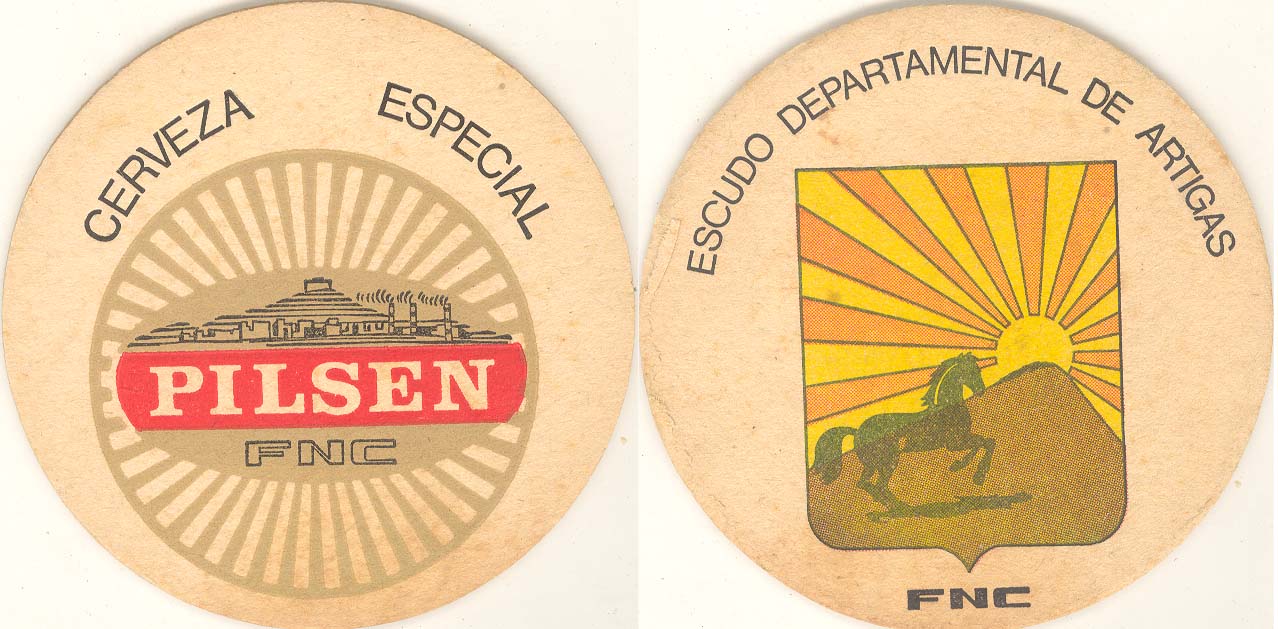 CERVEZA ESPECIAL
PILSEN
FNC
ESCUDO DEPARTAMENTAL DE ARTIGAS
FNC